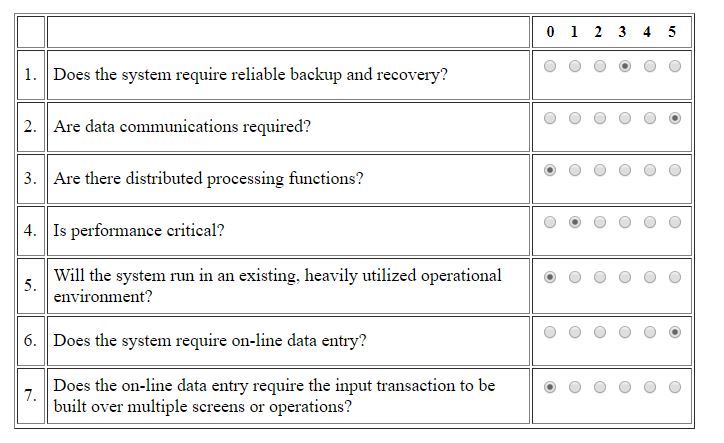 0 1 2 3 4 5
1. Does the system require reliable backup and recovery?
2. Are data communications required?
3. Are there distributed processing functions?
4. Is performance critical?
5. Will the system run in an existing, heavily utilized operational
environment?
6. Does the system require on-line data entry?
7. Does the on-line data entry require the input transaction to be
built over multiple screens or operations?